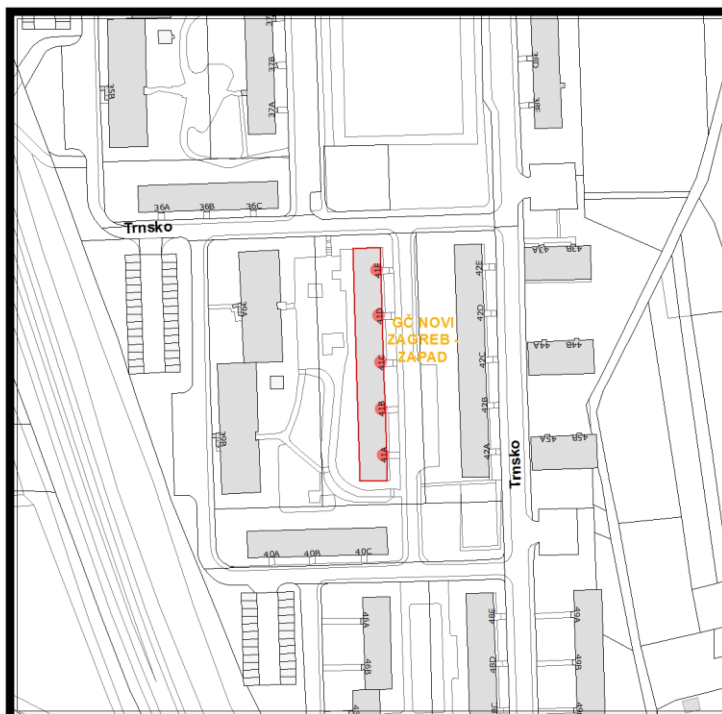 37B
38D
35B
37A
38E
36A
36B
36C
Trnsko
43A
43B
41E
42E
39A
41D
42D
GČ NOVI
ZAGREB -
ZAPAD
44A
44B
41C
42C
41B
42B
39B
45A
45B
41A
42A
Trnsko
40A
40B
40C
46A
48E
49A
46B
48D
49B